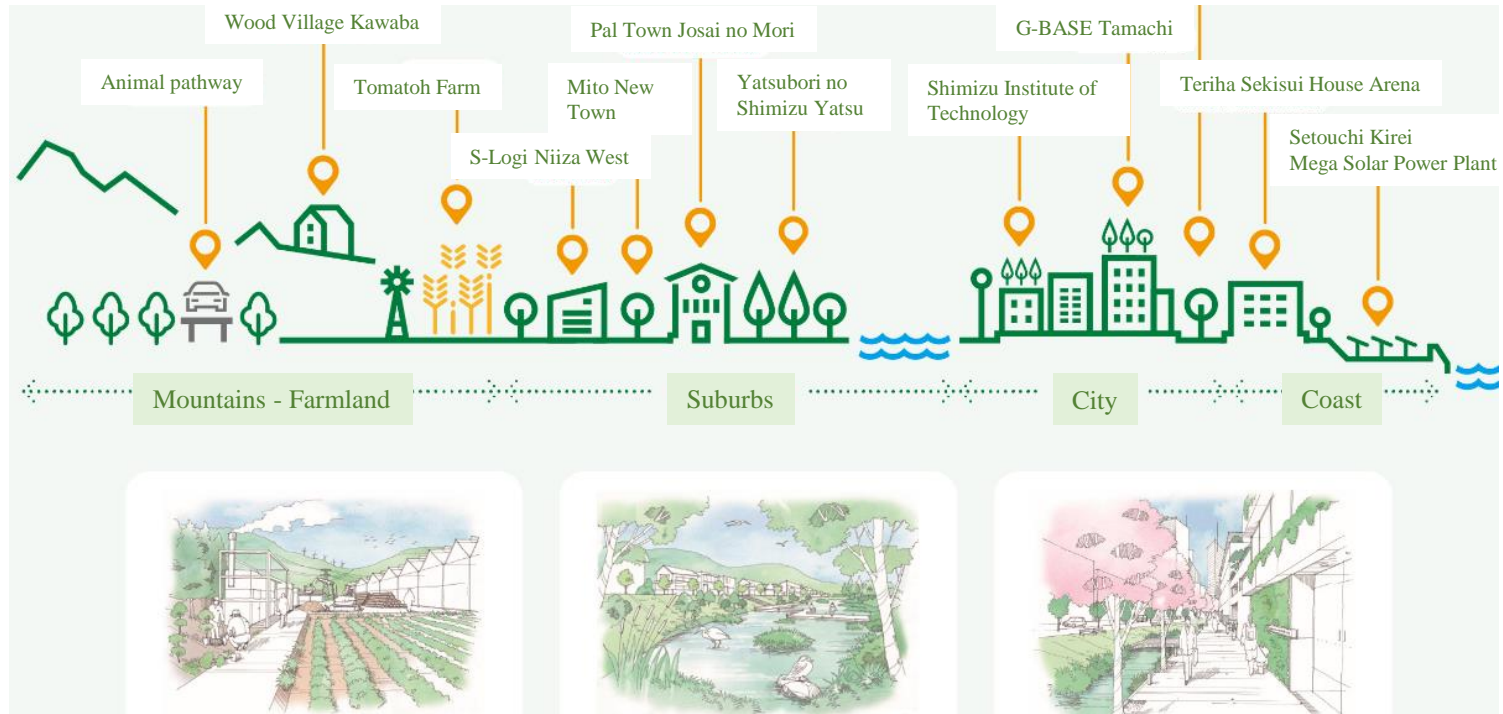 Wood Village Kawaba
Pal Town Josai no Mori
G-BASE Tamachi
Animal pathway
Tomatoh Farm
Mito New
Town
Yatsubori no
Shimizu Yatsu
Shimizu Institute of
Technology
Teriha Sekisui House Arena
S-Logi Niiza West
Setouchi Kirei
Mega Solar Power Plant
Mountains - Farmland
Suburbs
City
Coast